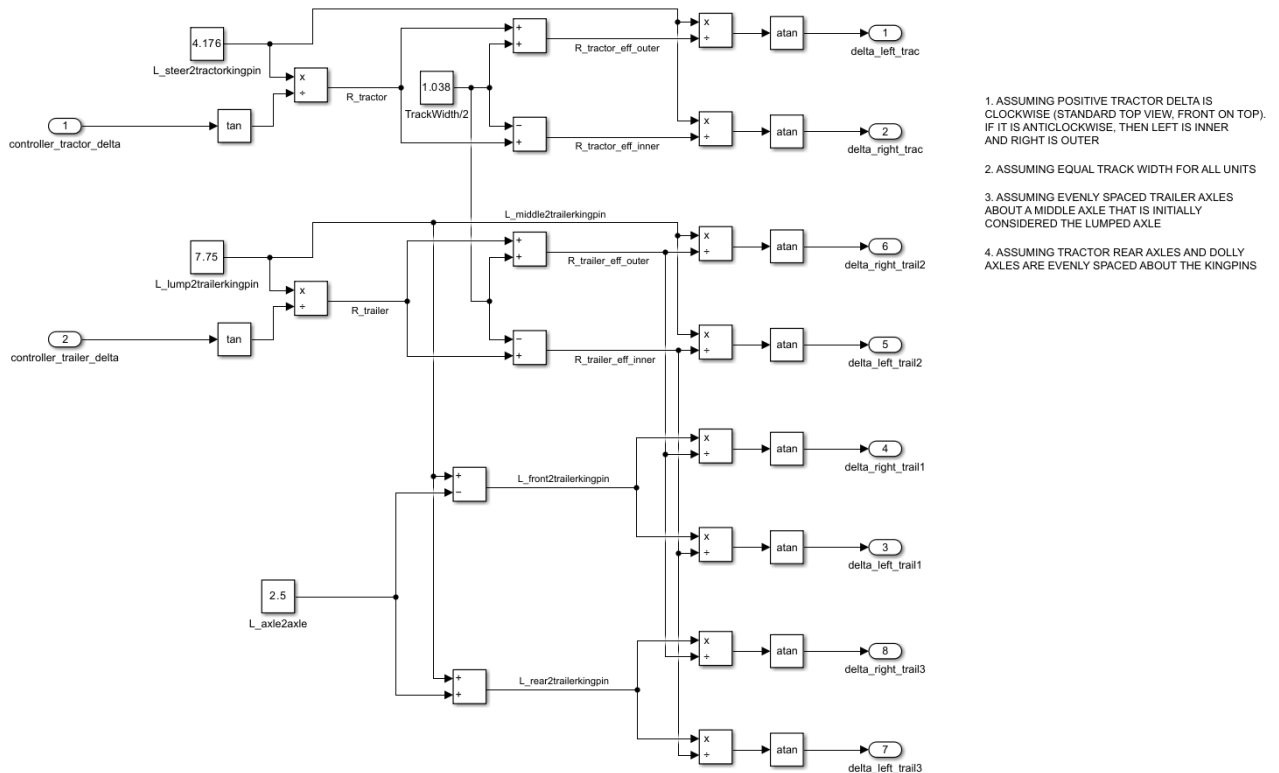 4.176
L_steer2tractorkingpin
x
÷
R_tractor
1
controller_tractor_delta
tan
1.038
TrackWidth/2
+
+
R_tractor_eff_outer
−
+
R_tractor_eff_inner
x
÷
atan
1
delta_left_trac
x
÷
atan
2
delta_right_trac
7.75
L_lump2trailerkingpin
x
÷
R_trailer
2
controller_trailer_delta
tan
L_middle2trailerkingpin
+
+
R_trailer_eff_outer
−
+
R_trailer_eff_inner
x
÷
atan
6
delta_right_trail2
x
÷
atan
5
delta_left_trail2
+
−
L_front2trailerkingpin
x
÷
atan
4
delta_right_trail1
x
÷
atan
3
delta_left_trail1
2.5
L_axle2axle
+
+
L_rear2trailerkingpin
x
÷
atan
8
delta_right_trail3
x
÷
atan
7
delta_left_trail3
1. ASSUMING POSITIVE TRACTOR DELTA IS
CLOCKWISE (STANDARD TOP VIEW, FRONT ON TOP).
IF IT IS ANTICLOCKWISE, THEN LEFT IS INNER
AND RIGHT IS OUTER
2. ASSUMING EQUAL TRACK WIDTH FOR ALL UNITS
3. ASSUMING EVENLY SPACED TRAILER AXLES
ABOUT A MIDDLE AXLE THAT IS INITIALLY
CONSIDERED THE LUMPED AXLE
4. ASSUMING TRACTOR REAR AXLES AND DOLLY
AXLES ARE EVENLY SPACED ABOUT THE KINGPINS